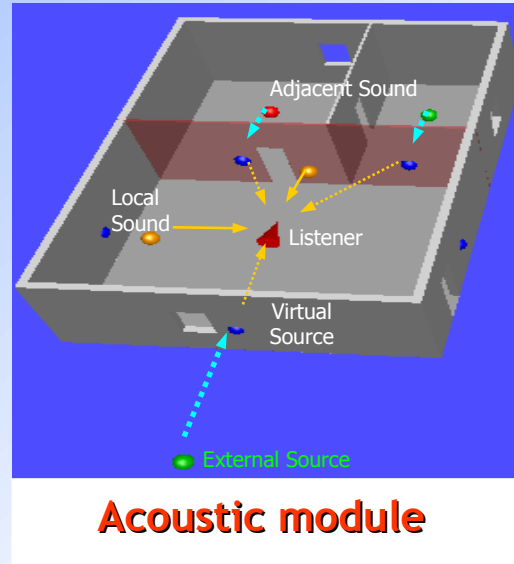 Adjacent Sound
Local
Sound
Listener
Virtual
Source
External Source
Acoustic module